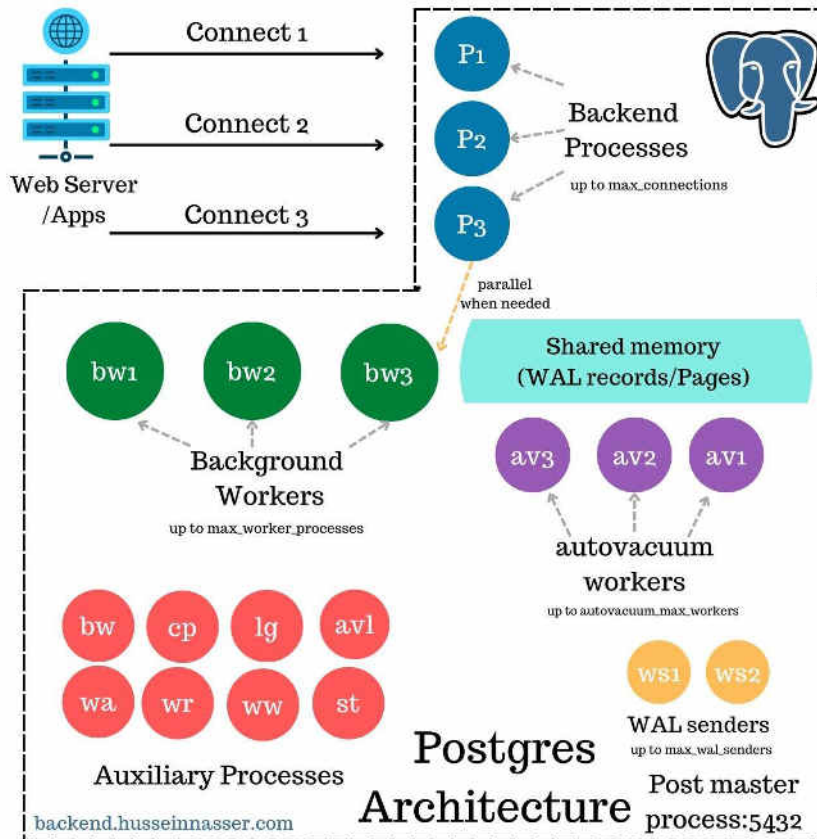 Connect 1
Connect 2
Connect 3
Web Server
/Apps
P1
P2
P3
Backend
Processes
up to max_connections
parallel
when needed
bw1
bw2
bw3
Background
Workers
up to max_worker_processes
Shared memory
(WAL records/Pages)
av3
av2
av1
autovacuum
workers
up to autovacuum_max_workers
bw
cp
lg
avl
wa
wr
ww
st
Auxiliary Processes
ws1
ws2
WAL senders
up to max_wal_senders
Postgres
Architecture
Post master
process:5432
backend.husseinnasser.com